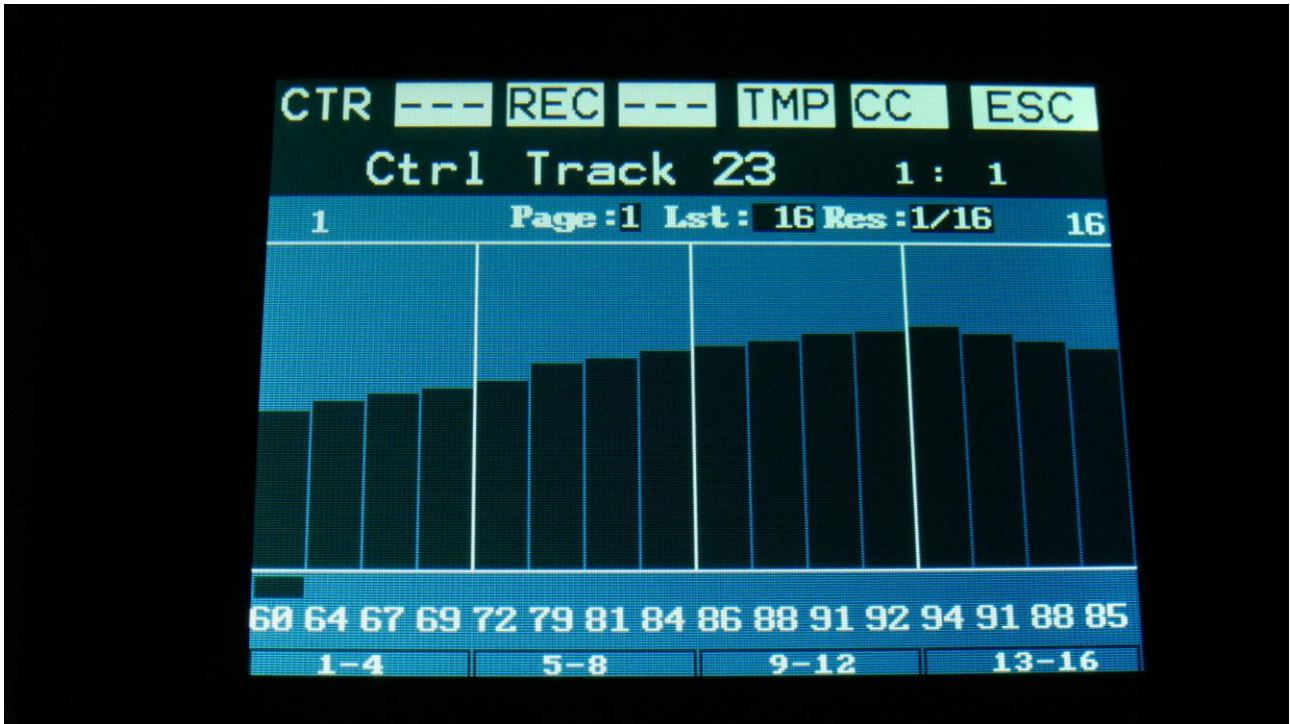 CTR --- REC --- TMP CC ESC
Ctrl Track 23 1: 1
1 Page:1 Lst: 16 Res:1/16 16
60 64 67 69 72 79 81 84 86 88 91 92 94 91 88 85
1-4 5-8 9-12 13-16